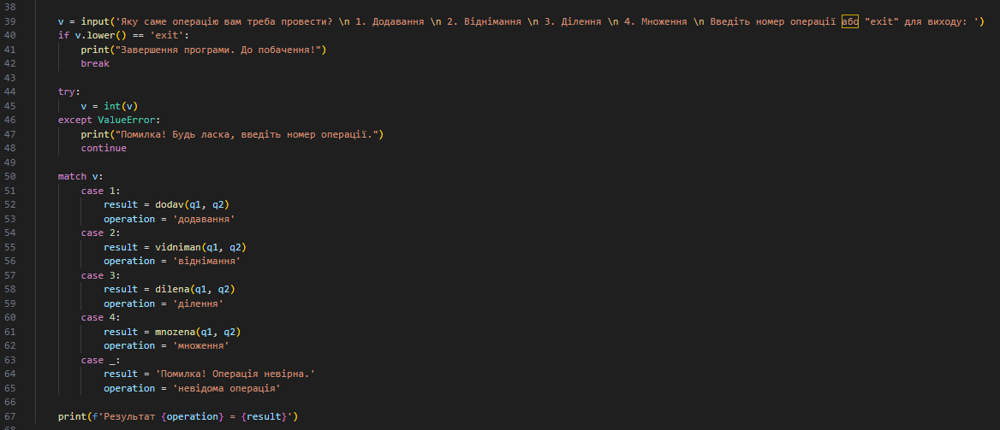 38
39 v = input('Яку саме операцію вам треба провести? \n 1. Додавання \n 2. Віднімання \n 3. Ділення \n 4. Множення \n Введіть номер операції або "exit" для виходу: ')
40 if v.lower() == 'exit':
41 print("Завершення програми. До побачення!")
42 break
43
44 try:
45 v = int(v)
46 except ValueError:
47 print("Помилка! Будь ласка, введіть номер операції.")
48 continue
49
50 match v:
51 case 1:
52 result = dodav(q1, q2)
53 operation = 'додавання'
54 case 2:
55 result = vidniman(q1, q2)
56 operation = 'віднімання'
57 case 3:
58 result = dilena(q1, q2)
59 operation = 'ділення'
60 case 4:
61 result = mnozena(q1, q2)
62 operation = 'множення'
63 case _:
64 result = 'Помилка! Операція невірна.'
65 operation = 'невідома операція'
66
67 print(f'Результат {operation} = {result}')
68